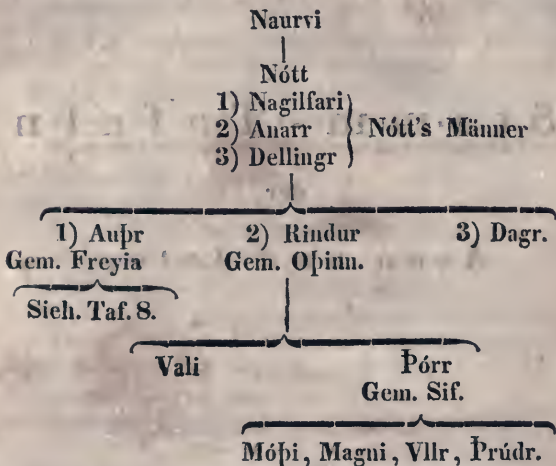 Naurvi
Nótt
1) Nagilfari
2) Anarr
3) Dellingr
Nótt's Männer
1) Auþr 2) Rindur 3) Dagr.
Gem. Freyia Gem. Oþinn.
Sieh. Taf. 8.
Vali Þórr
Gem. Sif.
Móþi, Magni, Vllr, Þrúdr.